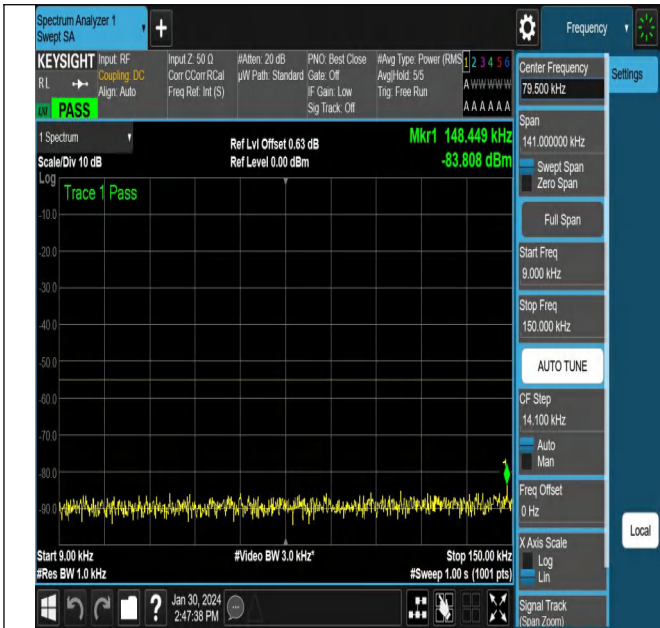 Spectrum Analyzer 1
Swept SA
+
Frequency
KEYSIGHT
Input: RF
Coupling: DC
Align: Auto
Input Z: 50 Ω
Corr CCorr RCal
Freq Ref: Int (S)
#Atten: 20 dB
µW Path: Standard
PNO: Best Close
Gate: Off
IF Gain: Low
Sig Track: Off
#Avg Type: Power (RMS
Avg|Hold: 5/5
Trig: Free Run
1 2 3 4 5 6
A W W W W W
A A A A A A
R L
PASS
1 Spectrum
Scale/Div 10 dB
Ref Lvl Offset 0.63 dB
Ref Level 0.00 dBm
Mkr1 148.449 kHz
-83.808 dBm
Log
Trace 1 Pass
-10.0
-20.0
-30.0
-40.0
-50.0
-60.0
-70.0
-80.0
-90.0
Start 9.00 kHz
#Res BW 1.0 kHz
#Video BW 3.0 kHz*
Stop 150.00 kHz
#Sweep 1.00 s (1001 pts)
?
Jan 30, 2024
2:47:38 PM
Center Frequency
79.500 kHz
Settings
Span
141.000000 kHz
Swept Span
Zero Span
Full Span
Start Freq
9.000 kHz
Stop Freq
150.000 kHz
AUTO TUNE
CF Step
14.100 kHz
Auto
Man
Freq Offset
0 Hz
X Axis Scale
Log
Lin
Local
Signal Track
(Span Zoom)